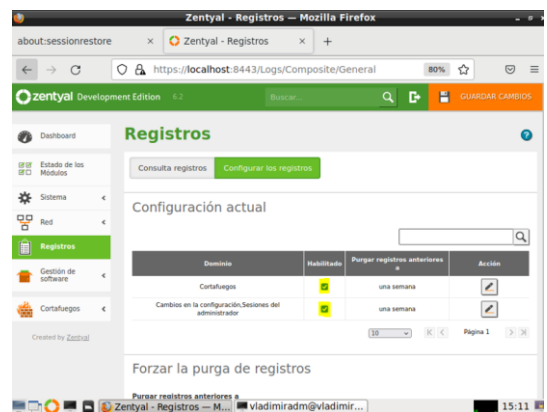 Zentyal - Registros — Mozilla Firefox
about:sessionrestore
Zentyal - Registros
https://localhost:8443/Logs/Composite/General
80%
zentyal Development Edition 6.2
Buscar...
GUARDAR CAMBIOS
Dashboard
Estado de los
Módulos
Sistema
Red
Registros
Gestión de
software
Cortafuegos
Created by Zentyal
Registros
Consulta registros
Configurar los registros
Configuración actual
Dominio
Habilitado
Purgar registros anteriores
a
Acción
Cortafuegos
una semana
Cambios en la configuración,Sesiones del
administrador
una semana
10
Página 1
Forzar la purga de registros
Purgar registros anteriores a
Zentyal - Registros — M...
vladimiradm@vladimir...
15:11